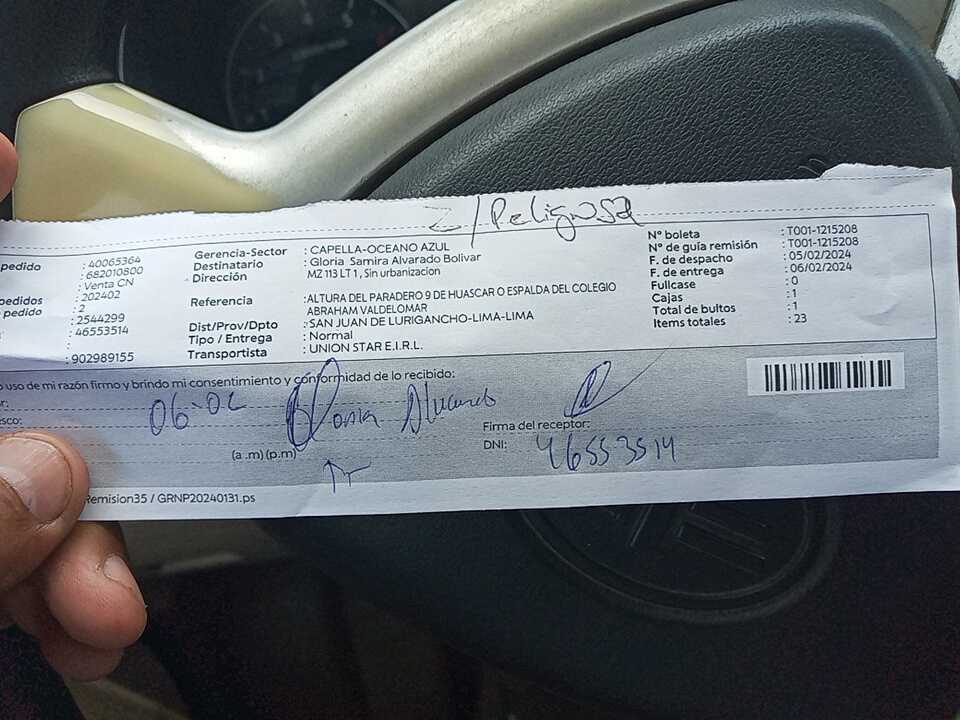 Z/Peligrosa
pedido : 40065364
: 682010800
: Venta CN
pedidos : 202402
pedido : 2
: 2544299
: 46553514
: 902989155
Gerencia-Sector : CAPELLA-OCEANO AZUL
Destinatario : Gloria Samira Alvarado Bolivar
Dirección : MZ 113 LT 1 , Sin urbanizacion
Referencia : ALTURA DEL PARADERO 9 DE HUASCAR O ESPALDA DEL COLEGIO
ABRAHAM VALDELOMAR
Dist/Prov/Dpto : SAN JUAN DE LURIGANCHO-LIMA-LIMA
Tipo / Entrega : Normal
Transportista : UNION STAR E.I.R.L.
N° boleta : T001-1215208
N° de guía remisión : T001-1215208
F. de despacho : 05/02/2024
F. de entrega : 06/02/2024
Fullcase : 0
Cajas : 1
Total de bultos : 1
Items totales : 23
uso de mi razón firmo y brindo mi consentimiento y conformidad de lo recibido:
06-02 Gloria Alvarado
Firma del receptor:
(a .m) (p.m)
DNI: 46553514
Remision35 / GRNP20240131.ps